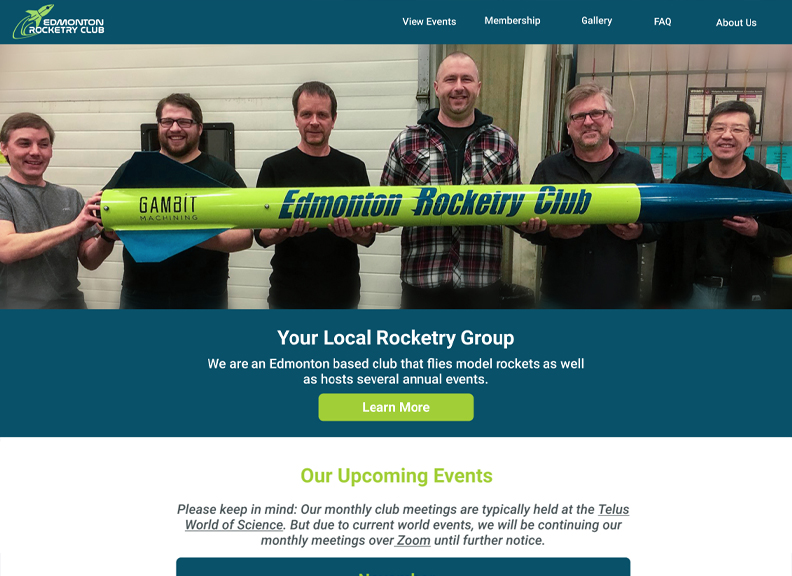 EDMONTON
ROCKETRY CLUB
View Events
Membership
Gallery
FAQ
About Us
GAMBIT
MACHINING
Edmonton Rocketry Club
Your Local Rocketry Group
We are an Edmonton based club that flies model rockets as well
as hosts several annual events.
Learn More
Our Upcoming Events
Please keep in mind: Our monthly club meetings are typically held at the Telus
World of Science. But due to current world events, we will be continuing our
monthly meetings over Zoom until further notice.